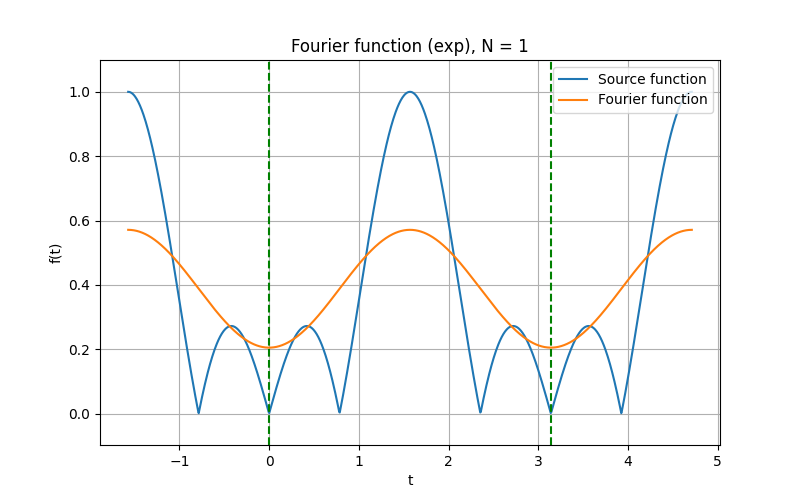 Fourier function (exp), N = 1
Source function
Fourier function
f(t)
1.0
0.8
0.6
0.4
0.2
0.0
−1
0
1
2
3
4
5
t